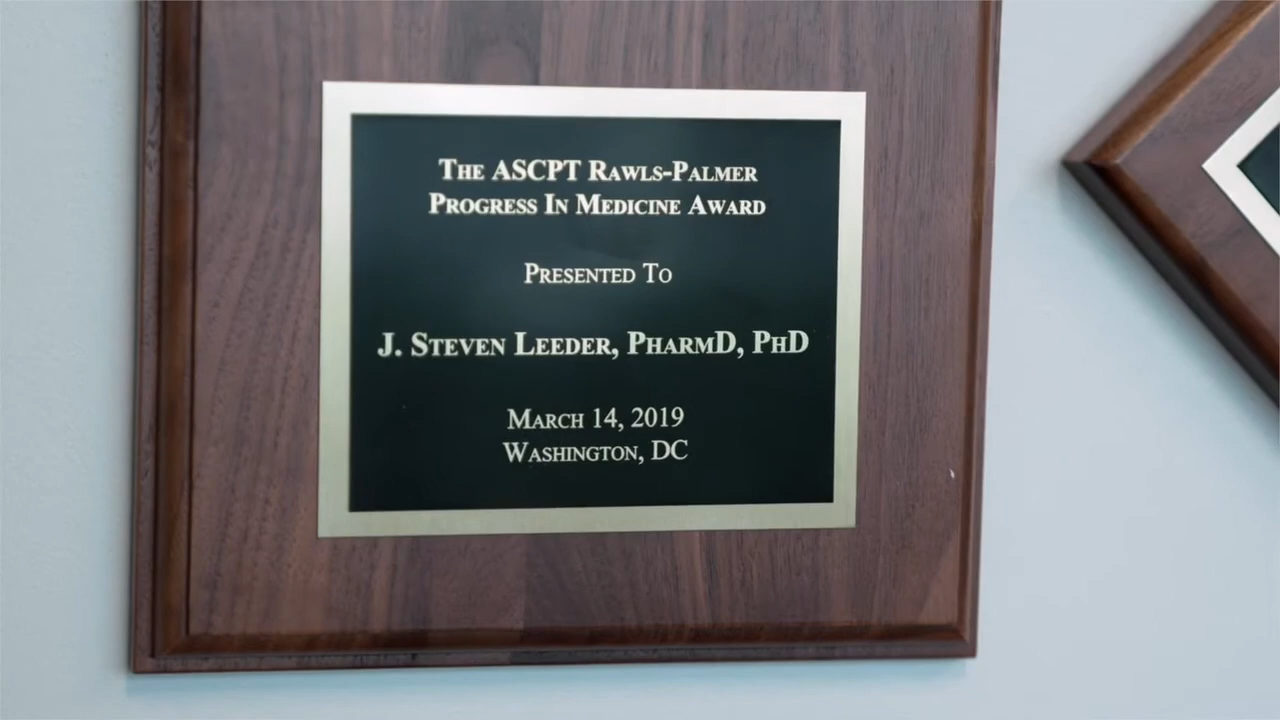 The ASCPT Rawls-Palmer
Progress In Medicine Award
Presented To
J. Steven Leeder, PharmD, PhD
March 14, 2019
Washington, DC